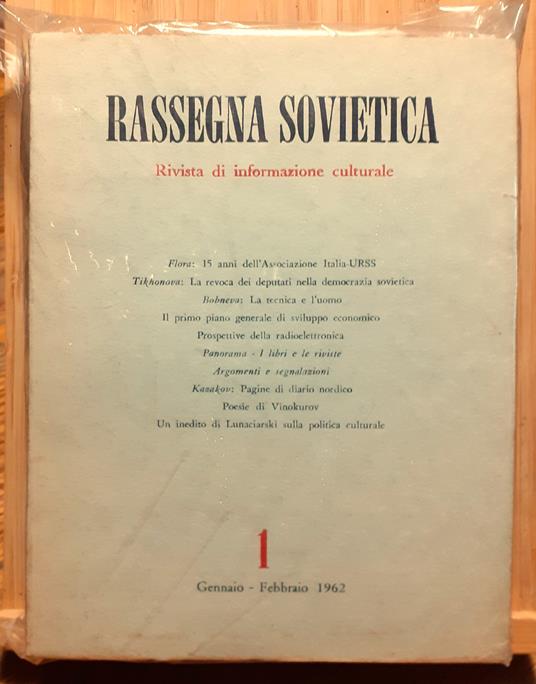 RASSEGNA SOVIETICA
Rivista di informazione culturale
Flora: 15 anni dell'Associazione Italia-URSS
Tikhonova: La revoca dei deputati nella democrazia sovietica
Bobneva: La tecnica e l'uomo
Il primo piano generale di sviluppo economico
Prospettive della radioelettronica
Panorama - I libri e le riviste
Argomenti e segnalazioni
Kazakov: Pagine di diario nordico
Poesie di Vinokurov
Un inedito di Lunaciarski sulla politica culturale
1
Gennaio - Febbraio 1962